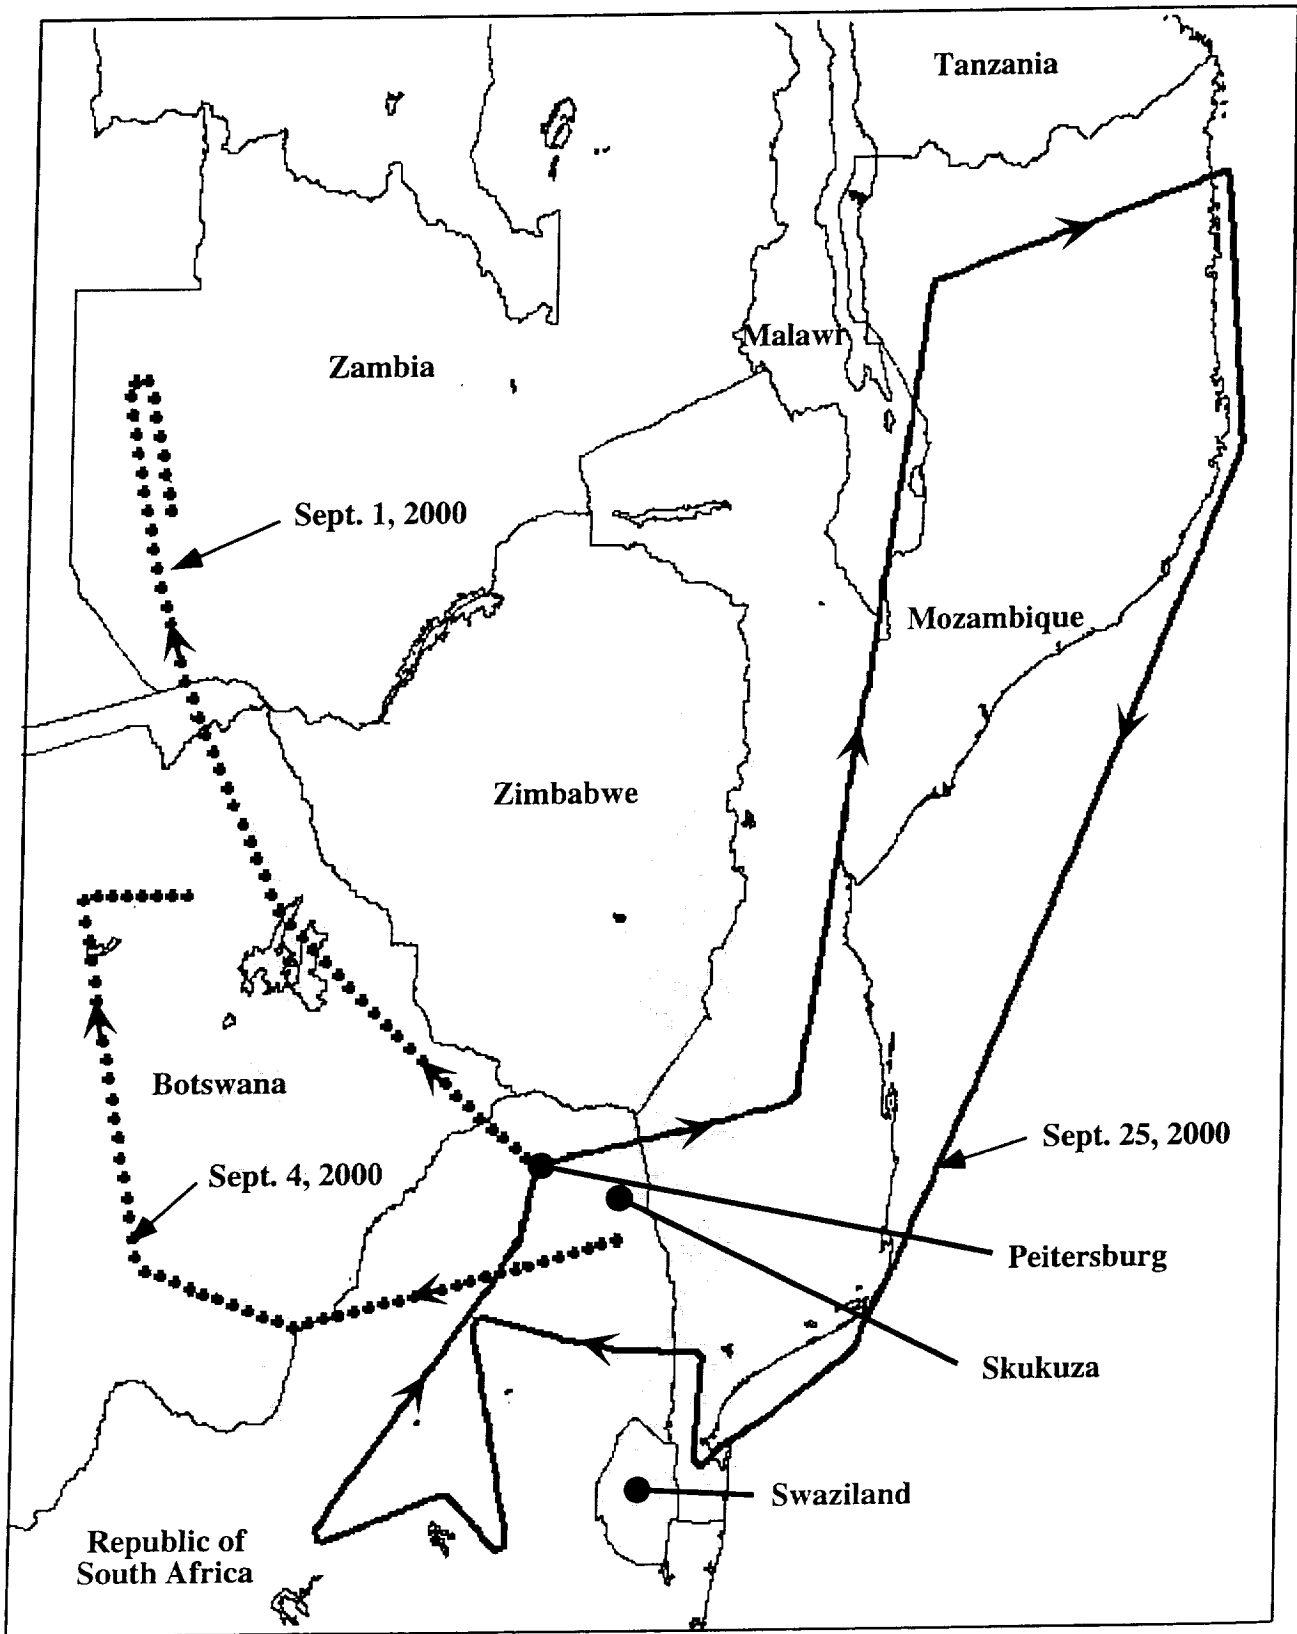 Tanzania
Malawi
Zambia
Sept. 1, 2000
Mozambique
Zimbabwe
Botswana
Sept. 25, 2000
Sept. 4, 2000
Peitersburg
Skukuza
Swaziland
Republic of
South Africa